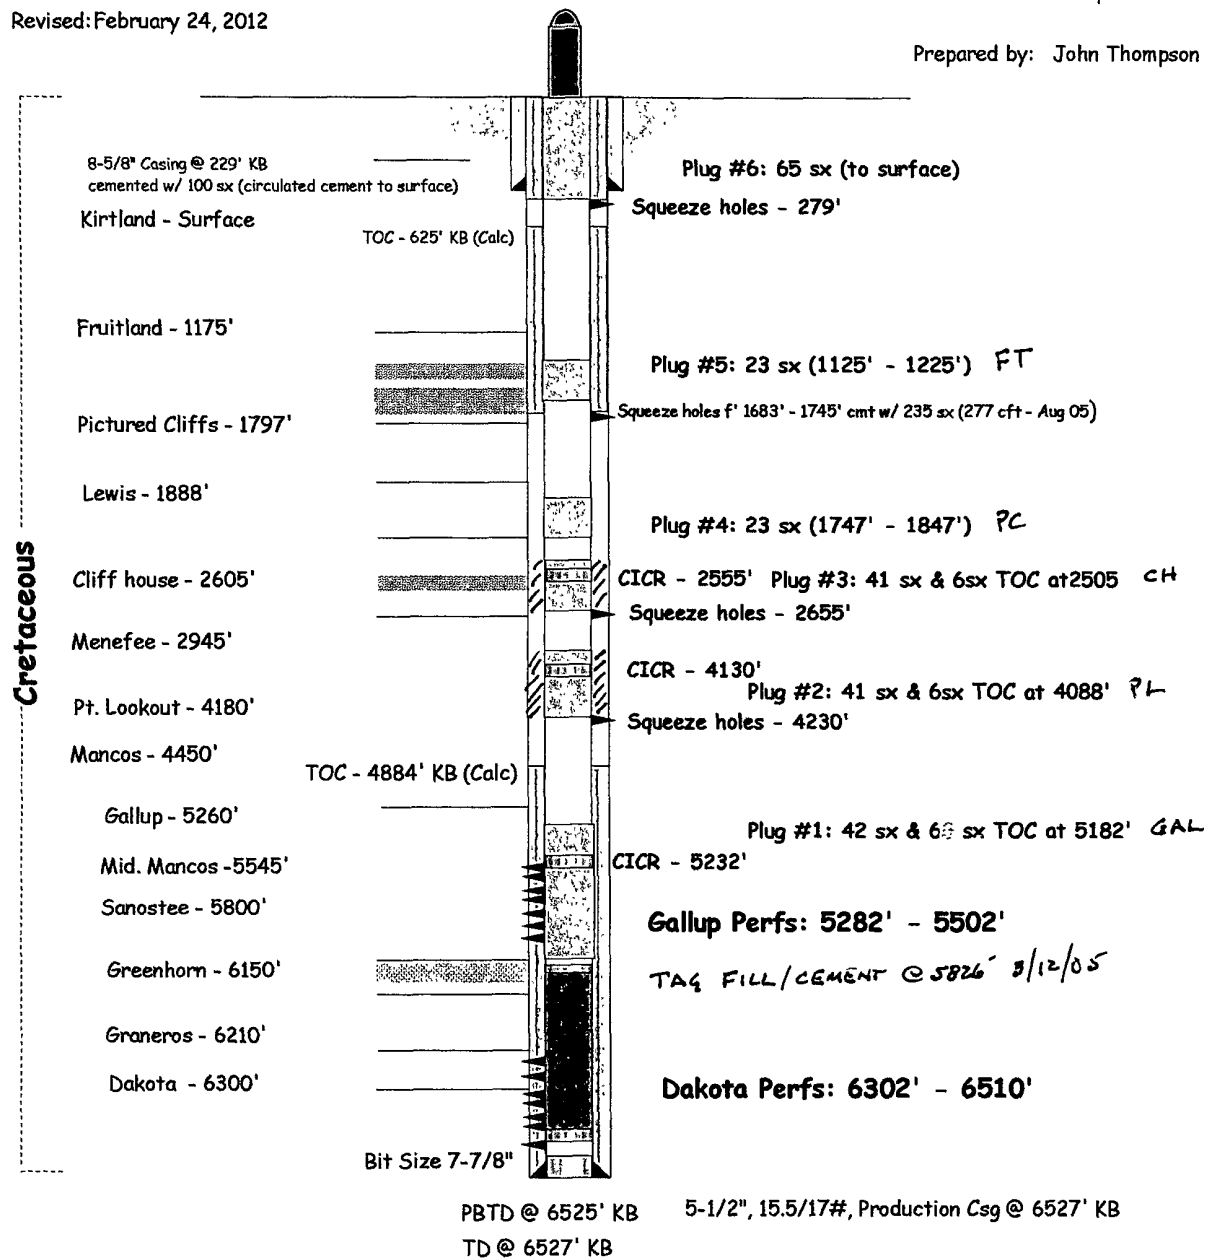 Revised: February 24, 2012
Prepared by: John Thompson
8-5/8" Casing @ 229' KB
cemented w/ 100 sx (circulated cement to surface)
Plug #6: 65 sx (to surface)
Kirtland - Surface
Squeeze holes - 279'
TOC - 625' KB (Calc)
Fruitland - 1175'
Plug #5: 23 sx (1125' - 1225') FT
Squeeze holes f' 1683' - 1745' cmt w/ 235 sx (277 cft - Aug 05)
Pictured Cliffs - 1797'
Lewis - 1888'
Plug #4: 23 sx (1747' - 1847') PC
Cretaceous
Cliff house - 2605'
CICR - 2555' Plug #3: 41 sx & 6sx TOC at2505 CH
Squeeze holes - 2655'
Menefee - 2945'
CICR - 4130'
Plug #2: 41 sx & 6sx TOC at 4088' PL
Pt. Lookout - 4180'
Squeeze holes - 4230'
Mancos - 4450'
TOC - 4884' KB (Calc)
Gallup - 5260'
Plug #1: 42 sx & sx TOC at 5182' GAL
Mid. Mancos -5545'
CICR - 5232'
Sanostee - 5800'
Gallup Perfs: 5282' - 5502'
Greenhorn - 6150'
TAG FILL/CEMENT @ 5826'
Graneros - 6210'
Dakota - 6300'
Dakota Perfs: 6302' - 6510'
Bit Size 7-7/8"
PBTD @ 6525' KB
5-1/2", 15.5/17#, Production Csg @ 6527' KB
TD @ 6527' KB